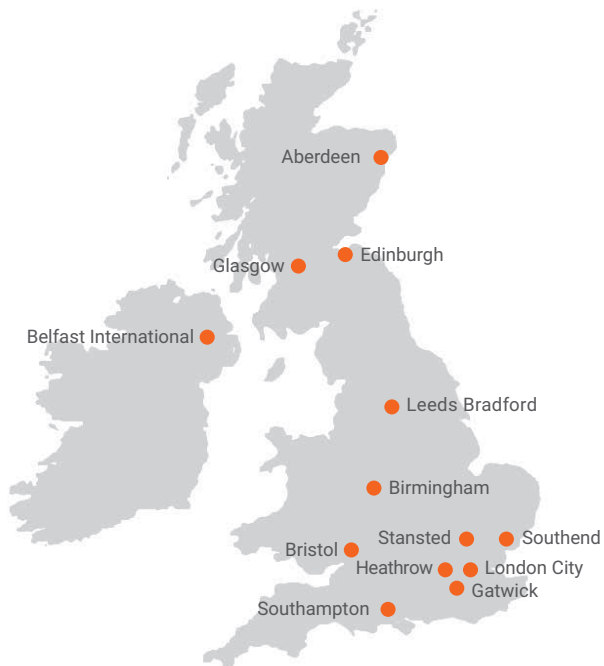 Aberdeen
Edinburgh
Glasgow
Belfast International
Leeds Bradford
Birmingham
Stansted
Southend
Bristol
Heathrow
London City
Gatwick
Southampton